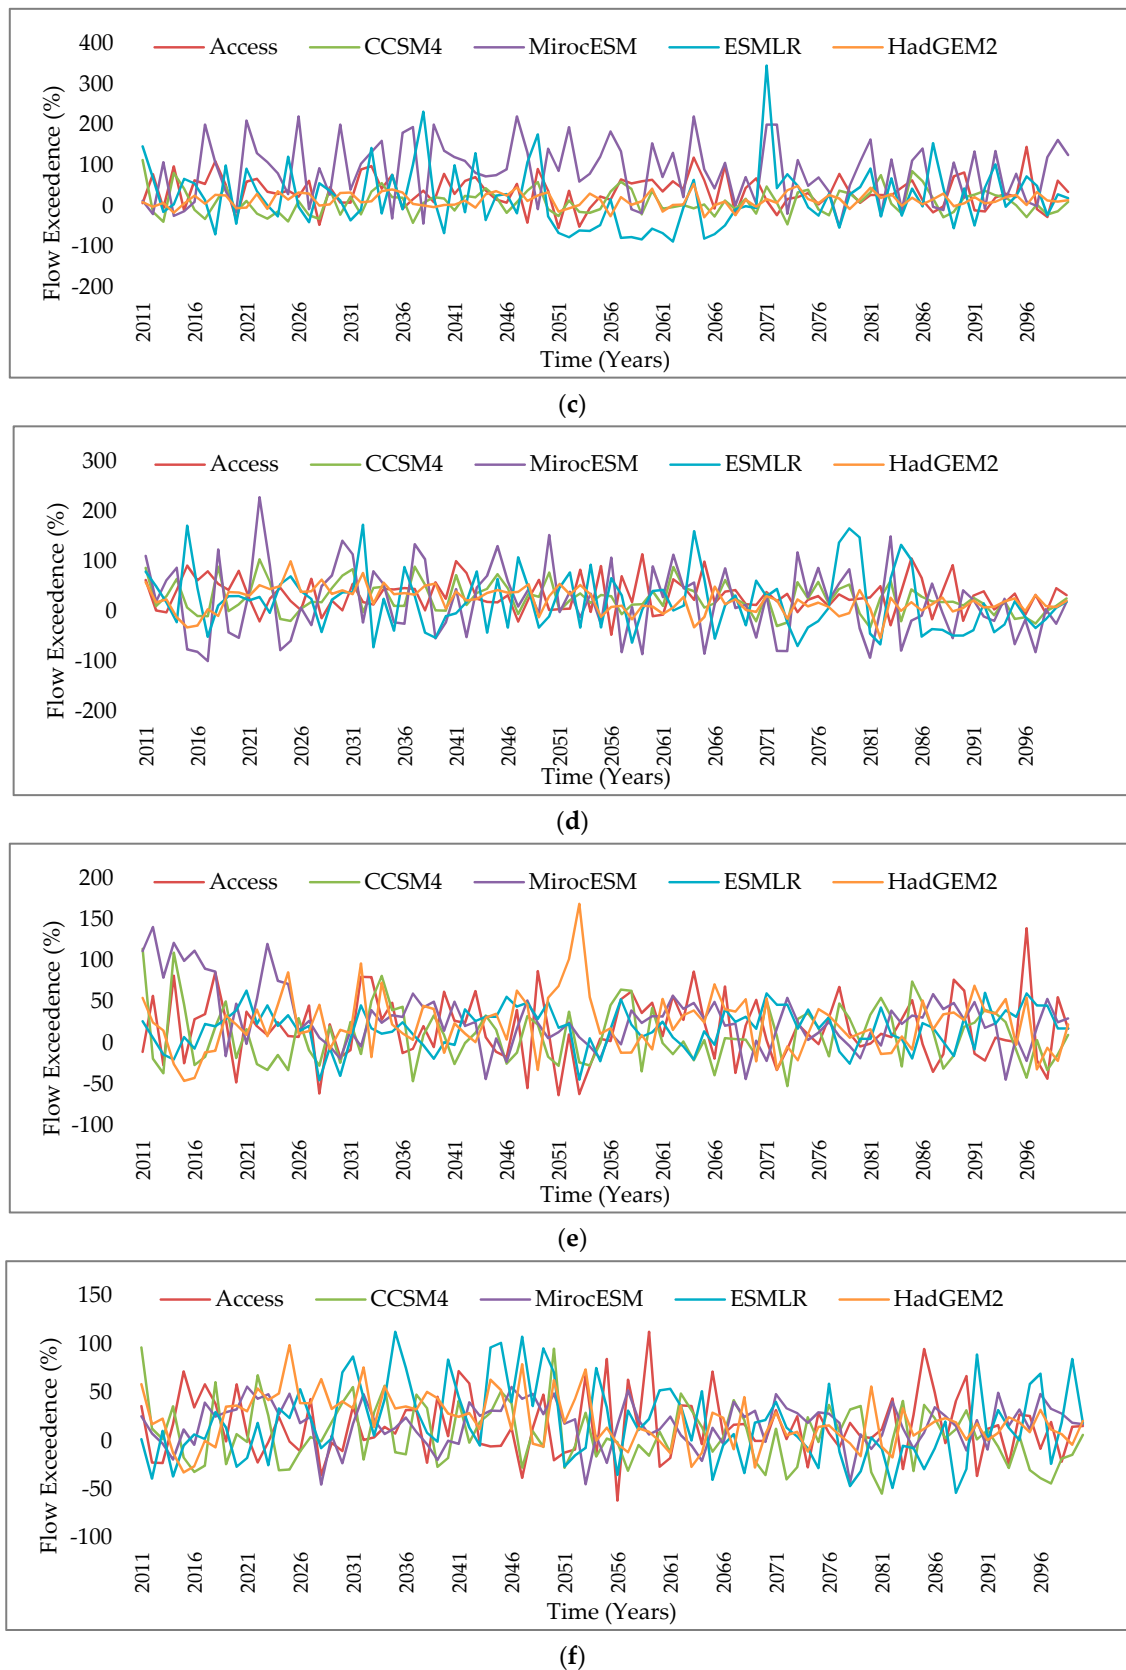 Access CCSM4 MirocESM ESMLR HadGEM2
Flow Exceedence (%)
400
300
200
100
0
-100
-200
2011 2016 2021 2026 2031 2036 2041 2046 2051 2056 2061 2066 2071 2076 2081 2086 2091 2096
Time (Years)
(c)
Access CCSM4 MirocESM ESMLR HadGEM2
Flow Exceedence (%)
300
200
100
0
-100
-200
2011 2016 2021 2026 2031 2036 2041 2046 2051 2056 2061 2066 2071 2076 2081 2086 2091 2096
Time (Years)
(d)
Access CCSM4 MirocESM ESMLR HadGEM2
Flow Exceedence (%)
200
150
100
50
0
-50
-100
2011 2016 2021 2026 2031 2036 2041 2046 2051 2056 2061 2066 2071 2076 2081 2086 2091 2096
Time (Years)
(e)
Access CCSM4 MirocESM ESMLR HadGEM2
Flow Exceedence (%)
150
100
50
0
-50
-100
2011 2016 2021 2026 2031 2036 2041 2046 2051 2056 2061 2066 2071 2076 2081 2086 2091 2096
Time (Years)
(f)